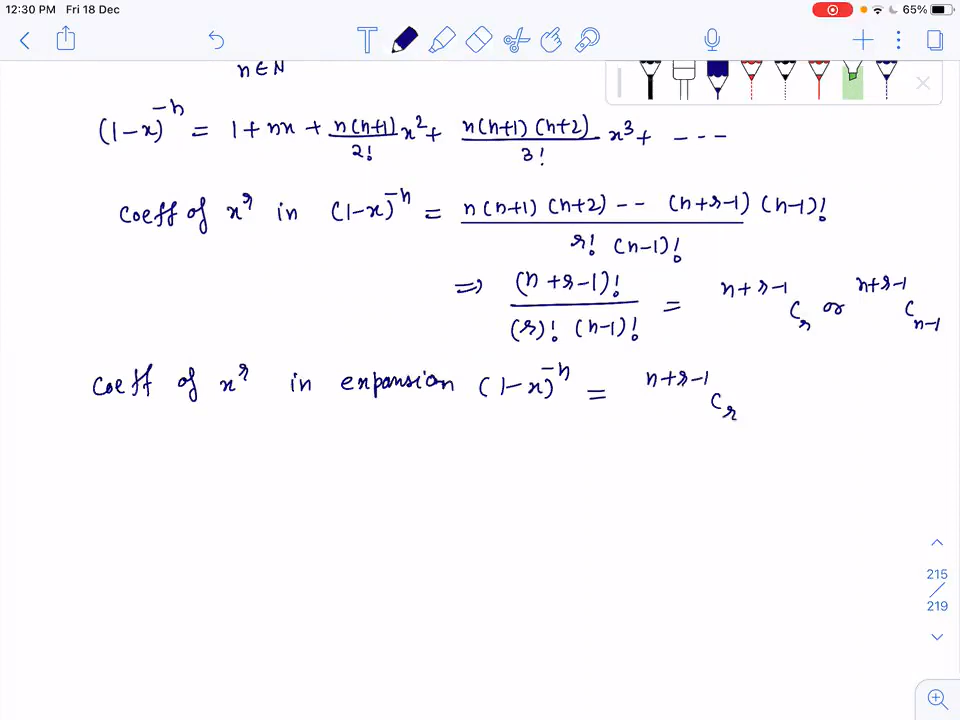 12:30 PM Fri 18 Dec 65%
n ∈ N
(1-x)^-n = 1 + nx + n(n+1)/2! x² + n(n+1)(n+2)/3! x³ + - - -
coeff of x^r in (1-x)^-n = n(n+1)(n+2) -- (n+r-1)(n-1)! / r! (n-1)!
⇒ (n+r-1)! / (r)! (n-1)! = ^n+r-1 C_r or ^n+r-1 C_n-1
coeff of x^r in expansion (1-x)^-n = ^n+r-1 C_r
215
/
219